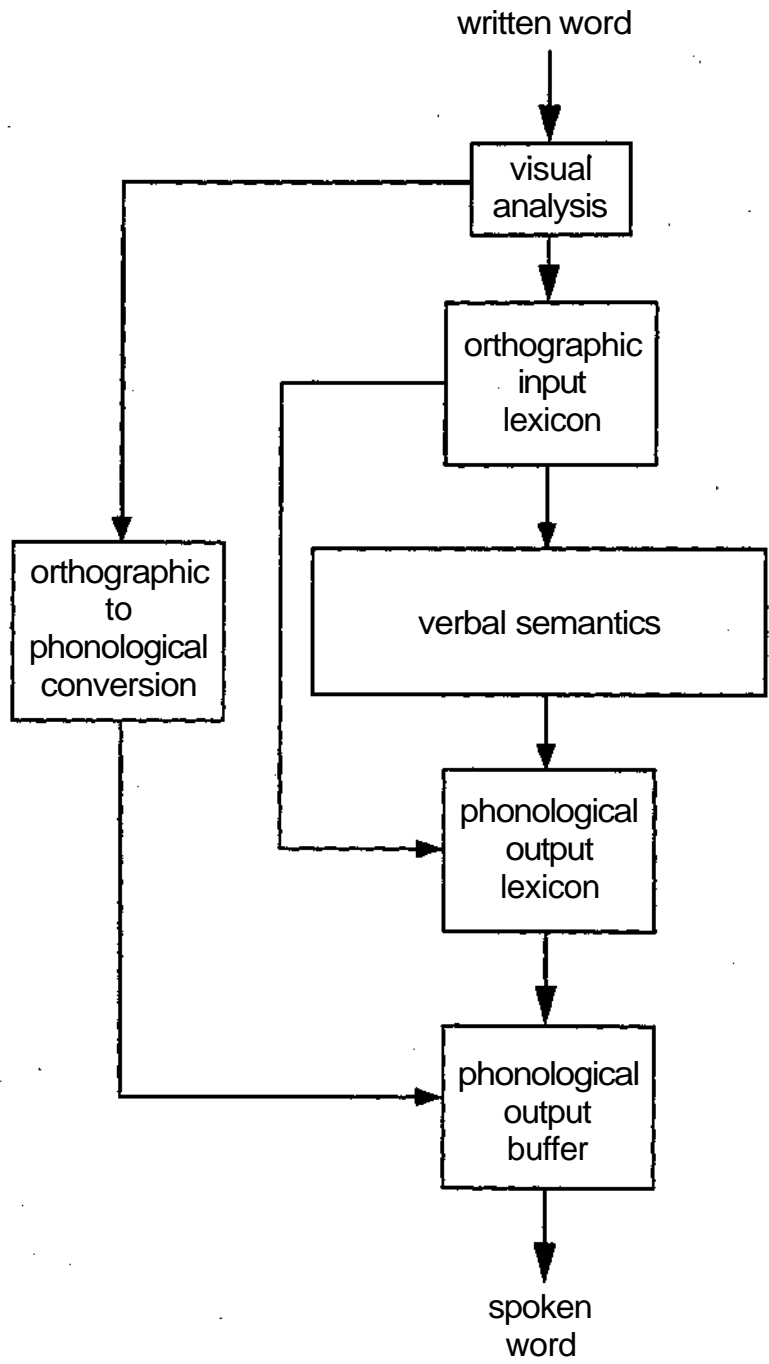 written word
visual
analysis
orthographic
input
lexicon
orthographic
to
phonological
conversion
verbal semantics
phonological
output
lexicon
phonological
output
buffer
spoken
word